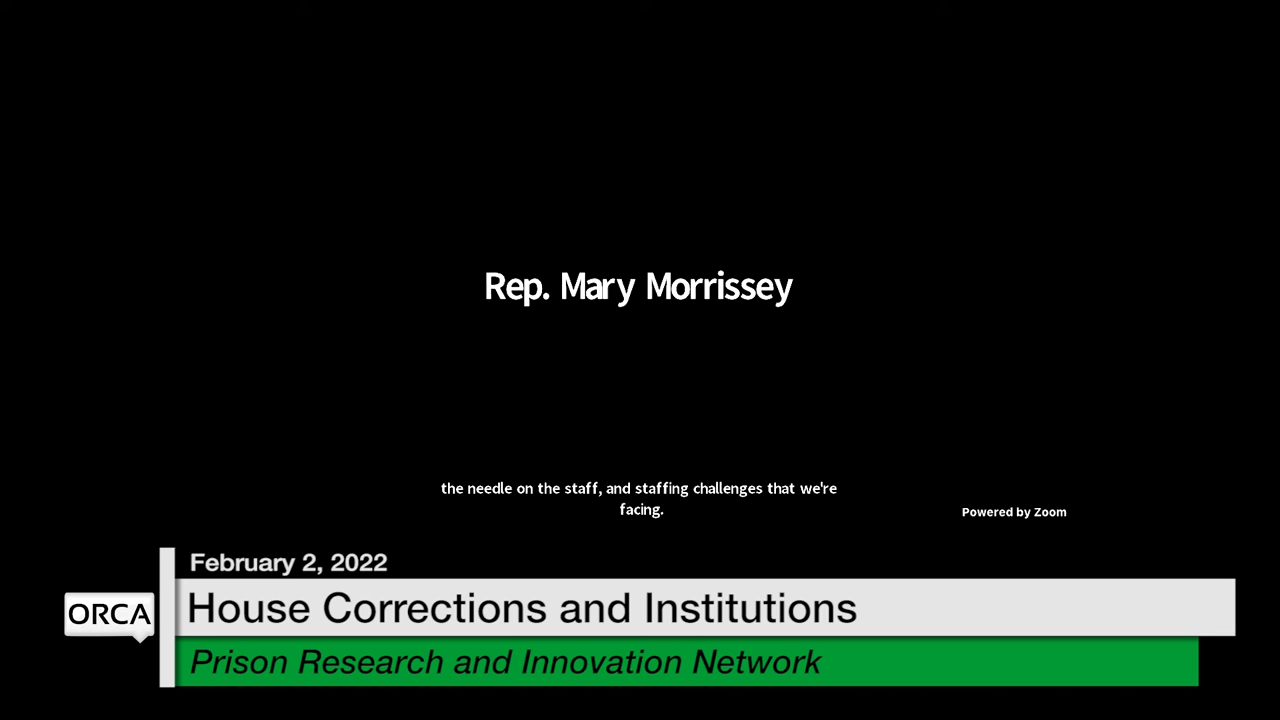 Rep. Mary Morrissey
the needle on the staff, and staffing challenges that we're
facing.
Powered by Zoom
February 2, 2022
ORCA
House Corrections and Institutions
Prison Research and Innovation Network